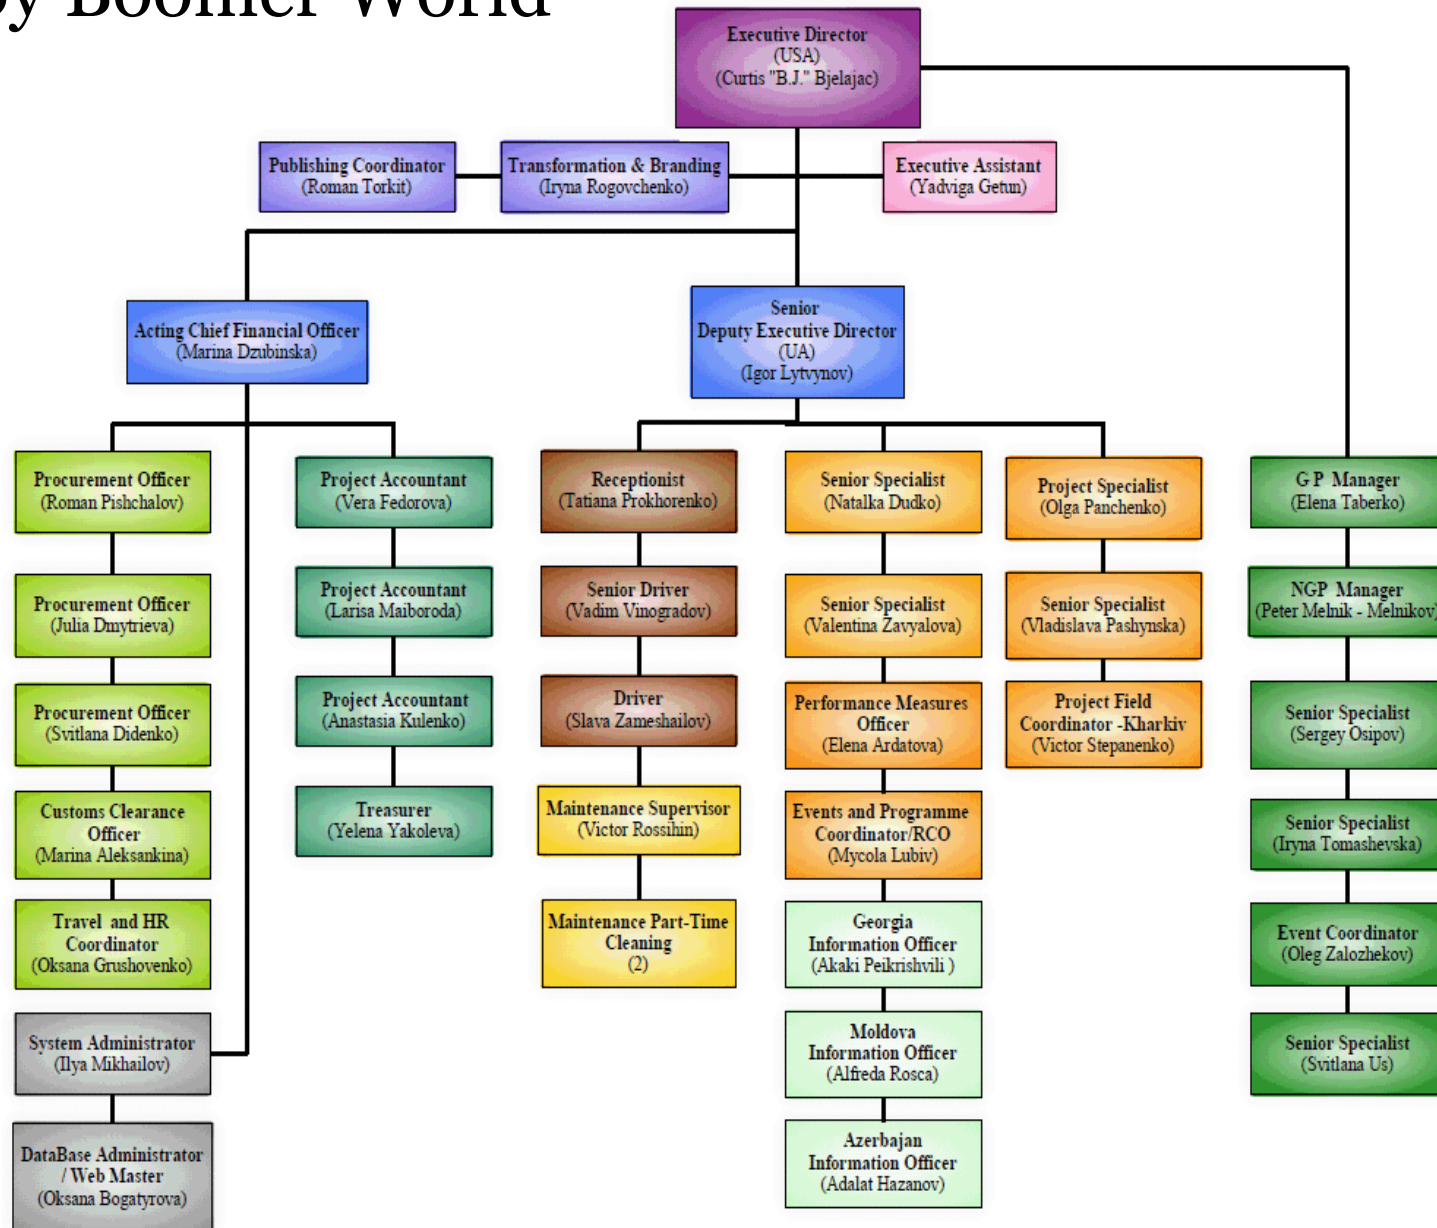 by Boomer World
Executive Director
(USA)
(Curtis "B.J." Bjelajac)
Publishing Coordinator
(Roman Torkit)
Transformation & Branding
(Iryna Rogovchenko)
Executive Assistant
(Yadviga Getun)
Acting Chief Financial Officer
(Marina Dzubinska)
Senior
Deputy Executive Director
(UA)
(Igor Lytvynov)
Procurement Officer
(Roman Pishchalov)
Procurement Officer
(Julia Dmytrieva)
Procurement Officer
(Svitlana Didenko)
Customs Clearance
Officer
(Marina Aleksankina)
Travel and HR
Coordinator
(Oksana Grushovenko)
System Administrator
(Ilya Mikhailov)
DataBase Administrator
/ Web Master
(Oksana Bogatyrova)
Project Accountant
(Vera Fedorova)
Project Accountant
(Larisa Maiboroda)
Project Accountant
(Anastasia Kulenko)
Treasurer
(Yelena Yakoleva)
Receptionist
(Tatiana Prokhorenko)
Senior Driver
(Vadim Vinogradov)
Driver
(Slava Zameshailov)
Maintenance Supervisor
(Victor Rossihin)
Maintenance Part-Time
Cleaning
(2)
Senior Specialist
(Natalka Dudko)
Senior Specialist
(Valentina Zavyalova)
Performance Measures
Officer
(Elena Ardatova)
Events and Programme
Coordinator/RCO
(Mycola Lubiv)
Georgia
Information Officer
(Akaki Peikrishvili )
Moldova
Information Officer
(Alfreda Rosca)
Azerbajan
Information Officer
(Adalat Hazanov)
Project Specialist
(Olga Panchenko)
Senior Specialist
(Vladislava Pashynska)
Project Field
Coordinator -Kharkiv
(Victor Stepanenko)
G P Manager
(Elena Taberko)
NGP Manager
(Peter Melnik - Melnikov)
Senior Specialist
(Sergey Osipov)
Senior Specialist
(Iryna Tomashevska)
Event Coordinator
(Oleg Zalozhekov)
Senior Specialist
(Svitlana Us)